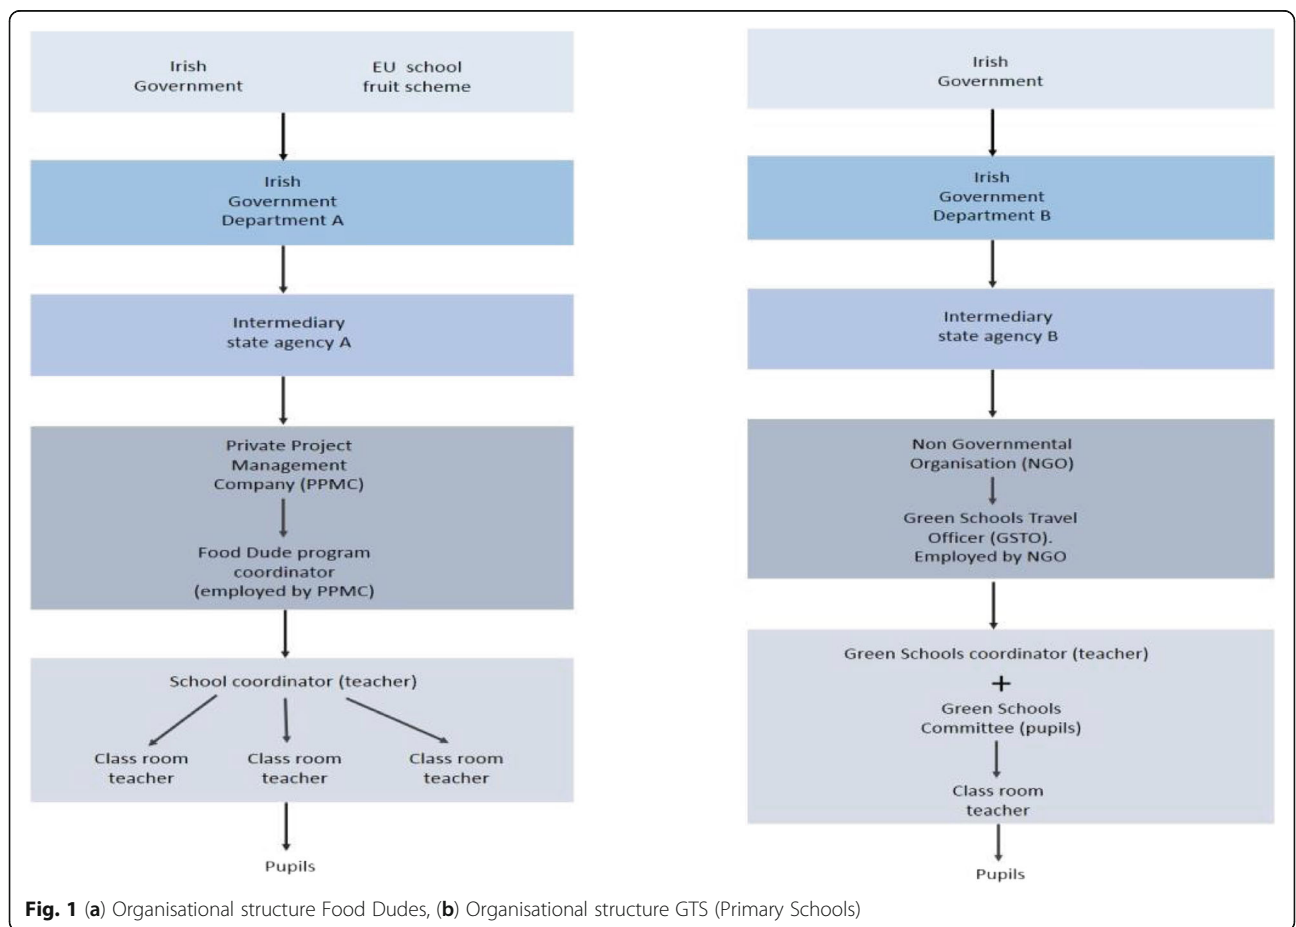 Irish
Government
EU school
fruit scheme
Irish
Government
Department A
Intermediary
state agency A
Private Project
Management
Company (PPMC)
Food Dude program
coordinator
(employed by PPMC)
School coordinator (teacher)
Class room
teacher
Class room
teacher
Class room
teacher
Pupils
Irish
Government
Irish
Government
Department B
Intermediary
state agency B
Non Governmental
Organisation (NGO)
Green Schools Travel
Officer (GSTO).
Employed by NGO
Green Schools coordinator (teacher)
+
Green Schools
Committee (pupils)
Class room
teacher
Pupils
Fig. 1 (a) Organisational structure Food Dudes, (b) Organisational structure GTS (Primary Schools)